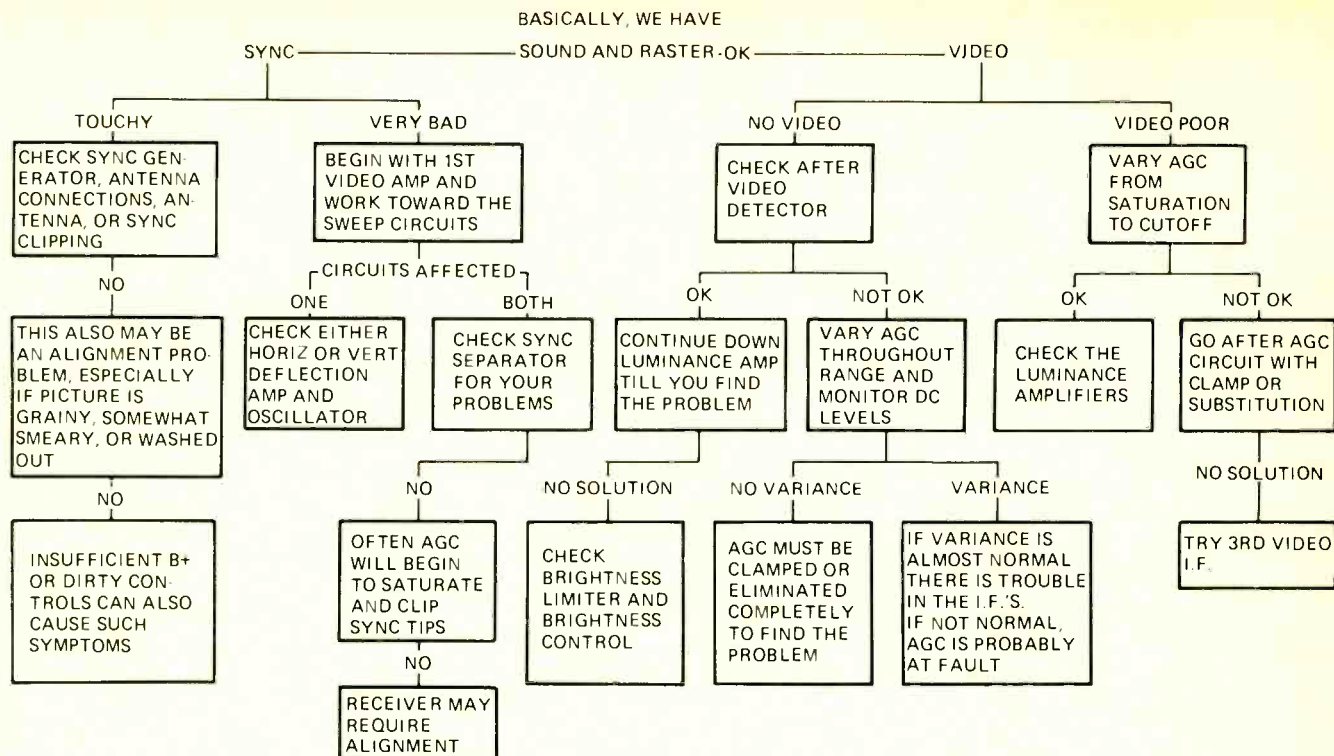 BASICALLY, WE HAVE
SYNC SOUND AND RASTER-OK VIDEO
TOUCHY
CHECK SYNC GEN-
ERATOR, ANTENNA
CONNECTIONS, AN-
TENNA, OR SYNC
CLIPPING
NO
THIS ALSO MAY BE
AN ALIGNMENT PRO-
BLEM, ESPECIALLY
IF PICTURE IS
GRAINY, SOMEWHAT
SMEARY, OR WASHED
OUT
NO
INSUFFICIENT B+
OR DIRTY CON-
TROLS CAN ALSO
CAUSE SUCH
SYMPTOMS
VERY BAD
BEGIN WITH 1ST
VIDEO AMP AND
WORK TOWARD THE
SWEEP CIRCUITS
CIRCUITS AFFECTED
ONE
CHECK EITHER
HORIZ OR VERT
DEFLECTION
AMP AND
OSCILLATOR
BOTH
CHECK SYNC
SEPARATOR
FOR YOUR
PROBLEMS
NO
OFTEN AGC
WILL BEGIN
TO SATURATE
AND CLIP
SYNC TIPS
NO
RECEIVER MAY
REQUIRE
ALIGNMENT
NO VIDEO
CHECK AFTER
VIDEO
DETECTOR
OK
CONTINUE DOWN
LUMINANCE AMP
TILL YOU FIND
THE PROBLEM
NO SOLUTION
CHECK
BRIGHTNESS
LIMITER AND
BRIGHTNESS
CONTROL
NOT OK
VARY AGC
THROUGHOUT
RANGE AND
MONITOR DC
LEVELS
NO VARIANCE
AGC MUST BE
CLAMPED OR
ELIMINATED
COMPLETELY
TO FIND THE
PROBLEM
VARIANCE
IF VARIANCE IS
ALMOST NORMAL
THERE IS TROUBLE
IN THE I.F.'S.
IF NOT NORMAL,
AGC IS PROBABLY
AT FAULT
VIDEO POOR
VARY AGC
FROM
SATURATION
TO CUTOFF
OK
CHECK THE
LUMINANCE
AMPLIFIERS
NOT OK
GO AFTER AGC
CIRCUIT WITH
CLAMP OR
SUBSTITUTION
NO SOLUTION
TRY 3RD VIDEO
I.F.